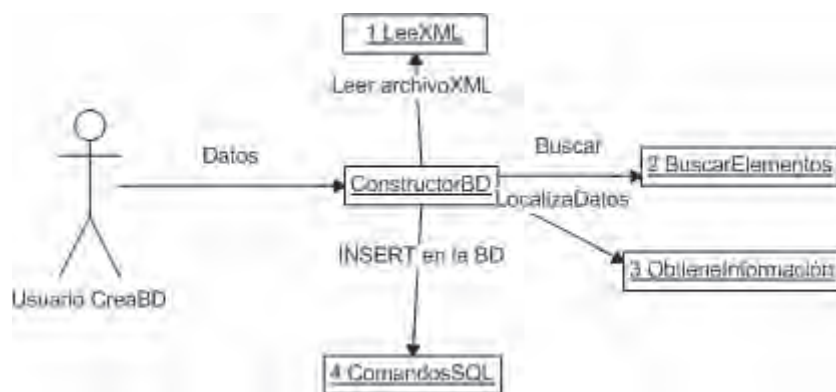 1 LeeXML
Leer archivoXML
Datos
Buscar
2 BuscarElementos
ConstructorBD
LocalizaDatos
INSERT en la BD
3 ObtieneInformación
Usuario CreaBD
4 ComandosSQL